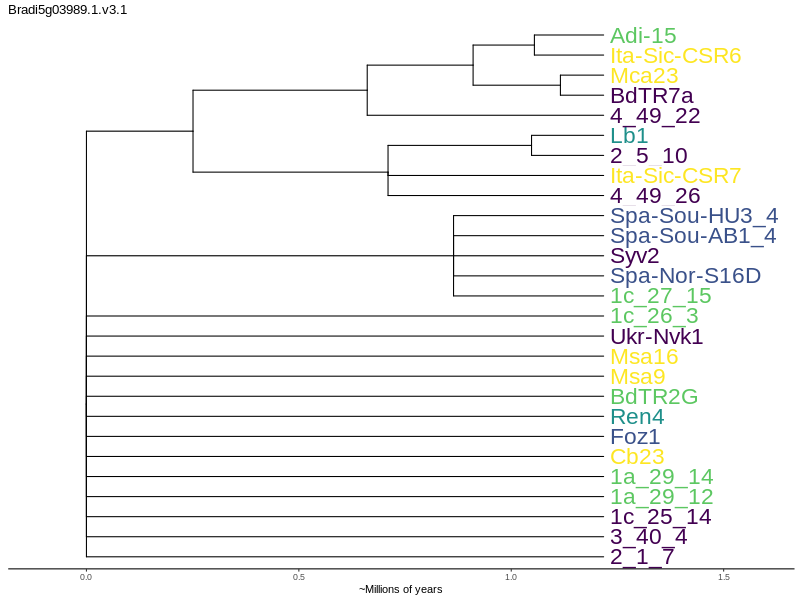 Bradi5g03989.1.v3.1
Adi-15
Ita-Sic-CSR6
Mca23
BdTR7a
4_49_22
Lb1
2_5_10
Ita-Sic-CSR7
4_49_26
Spa-Sou-HU3_4
Spa-Sou-AB1_4
Syv2
Spa-Nor-S16D
1c_27_15
1c_26_3
Ukr-Nvk1
Msa16
Msa9
BdTR2G
Ren4
Foz1
Cb23
1a_29_14
1a_29_12
1c_25_14
3_40_4
2_1_7
0.0 0.5 1.0 1.5
~Millions of years